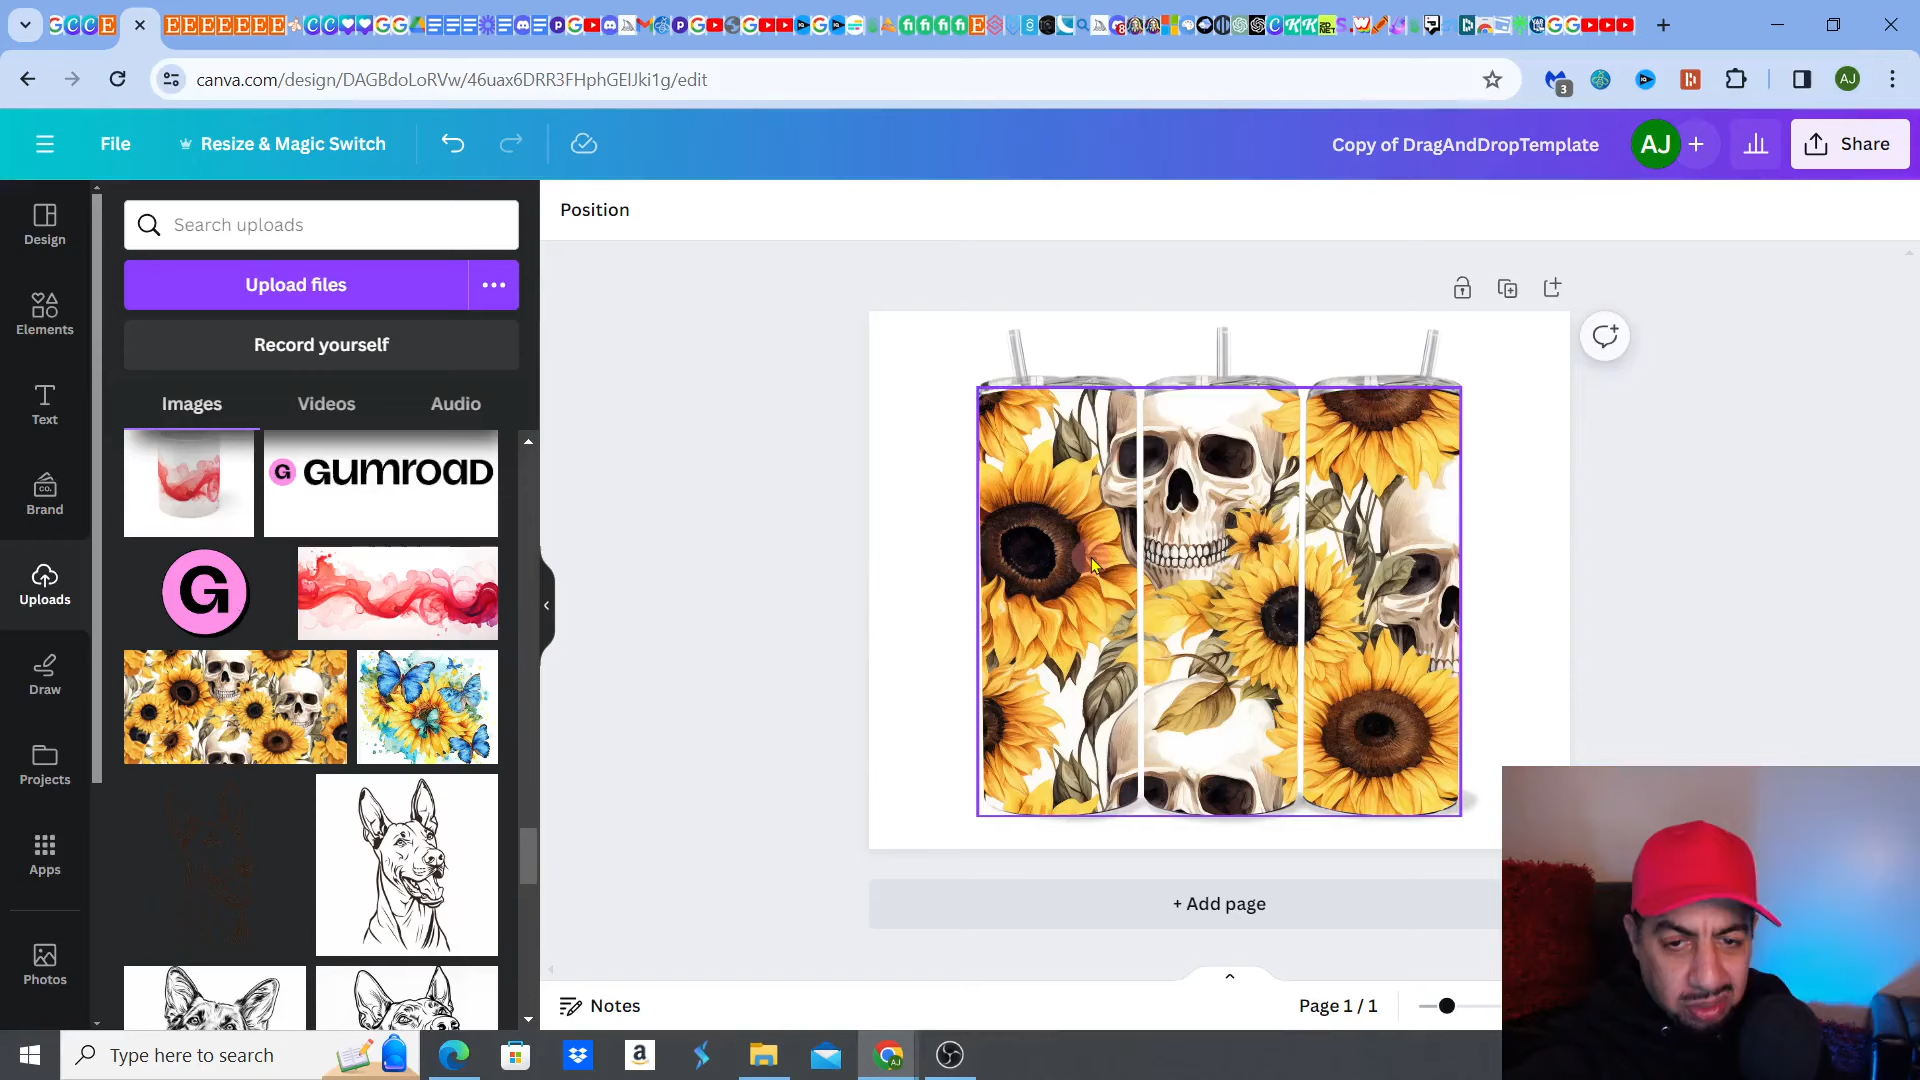 canva.com/design/DAGBdoLoRVw/46uax6DRR3FHphGEIJki1g/edit
3
AJ
File
Resize & Magic Switch
Copy of DragAndDropTemplate
AJ
+
Share
Design
Elements
Text
Brand
Uploads
Draw
Projects
Apps
Photos
Search uploads
Upload files
Record yourself
Images
Videos
Audio
G GUMROAD
G
Position
+ Add page
Notes
Page 1 / 1
Type here to search